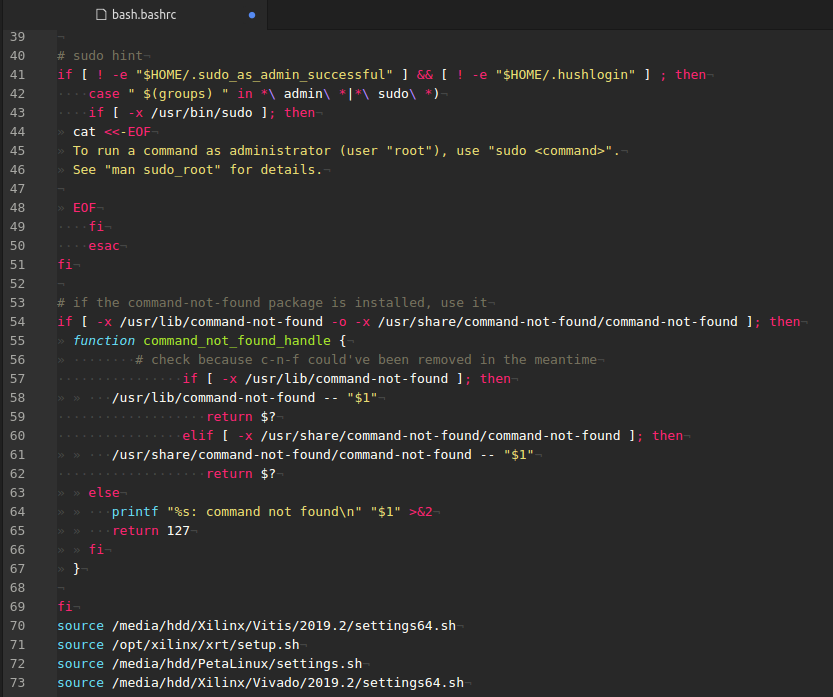 bash.bashrc
39
40 # sudo hint
41 if [ ! -e "$HOME/.sudo_as_admin_successful" ] && [ ! -e "$HOME/.hushlogin" ] ; then
42     case " $(groups) " in *\ admin\ *|*\ sudo\ *)
43     if [ -x /usr/bin/sudo ]; then
44 	cat <<-EOF
45 	To run a command as administrator (user "root"), use "sudo <command>".
46 	See "man sudo_root" for details.
47
48 	EOF
49     fi
50     esac
51 fi
52
53 # if the command-not-found package is installed, use it
54 if [ -x /usr/lib/command-not-found -o -x /usr/share/command-not-found/command-not-found ]; then
55 	function command_not_found_handle {
56 	        # check because c-n-f could've been removed in the meantime
57                 if [ -x /usr/lib/command-not-found ]; then
58 		   /usr/lib/command-not-found -- "$1"
59                    return $?
60                 elif [ -x /usr/share/command-not-found/command-not-found ]; then
61 		   /usr/share/command-not-found/command-not-found -- "$1"
62                    return $?
63 		else
64 		   printf "%s: command not found\n" "$1" >&2
65 		   return 127
66 		fi
67 	}
68
69 fi
70 source /media/hdd/Xilinx/Vitis/2019.2/settings64.sh
71 source /opt/xilinx/xrt/setup.sh
72 source /media/hdd/PetaLinux/settings.sh
73 source /media/hdd/Xilinx/Vivado/2019.2/settings64.sh